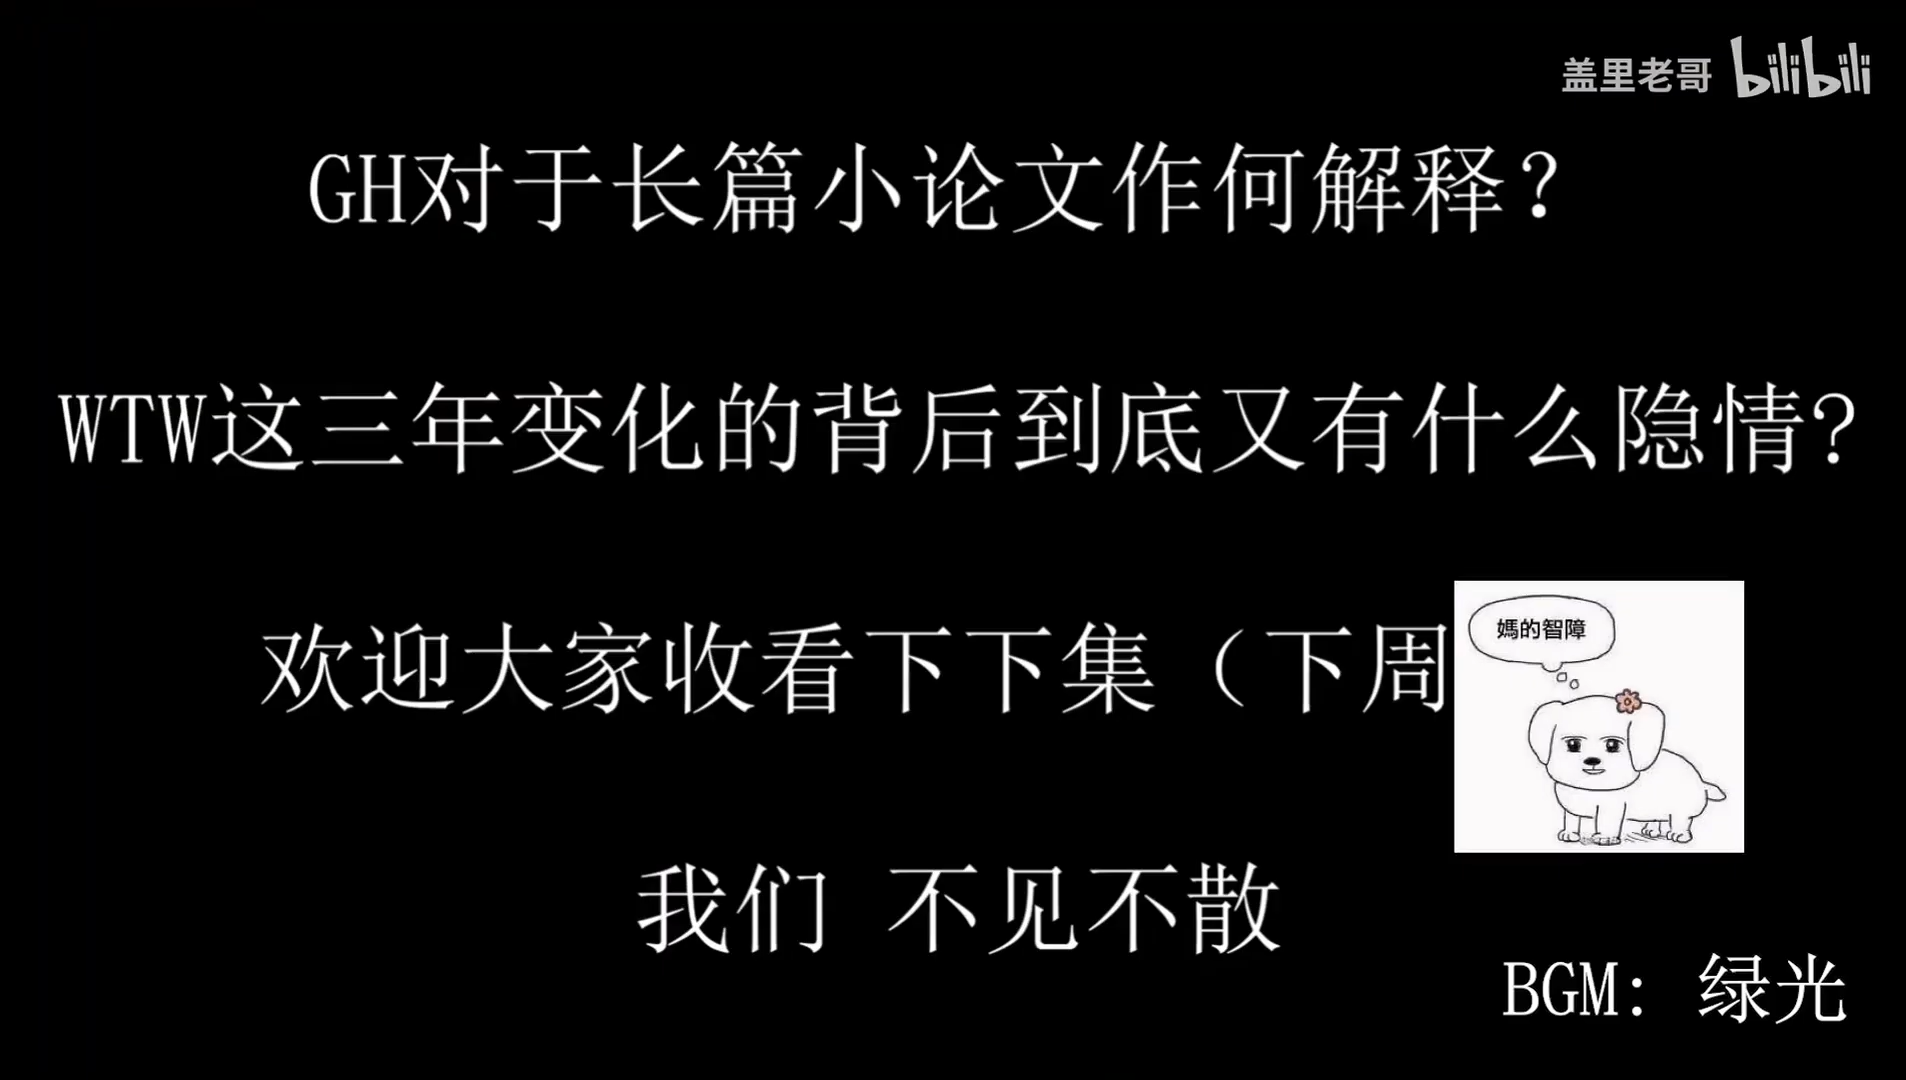 盖里老哥 bilibili
GH对于长篇小论文作何解释？
WTW这三年变化的背后到底又有什么隐情?
欢迎大家收看下下集（下周
媽的智障
我们 不见不散
BGM：绿光